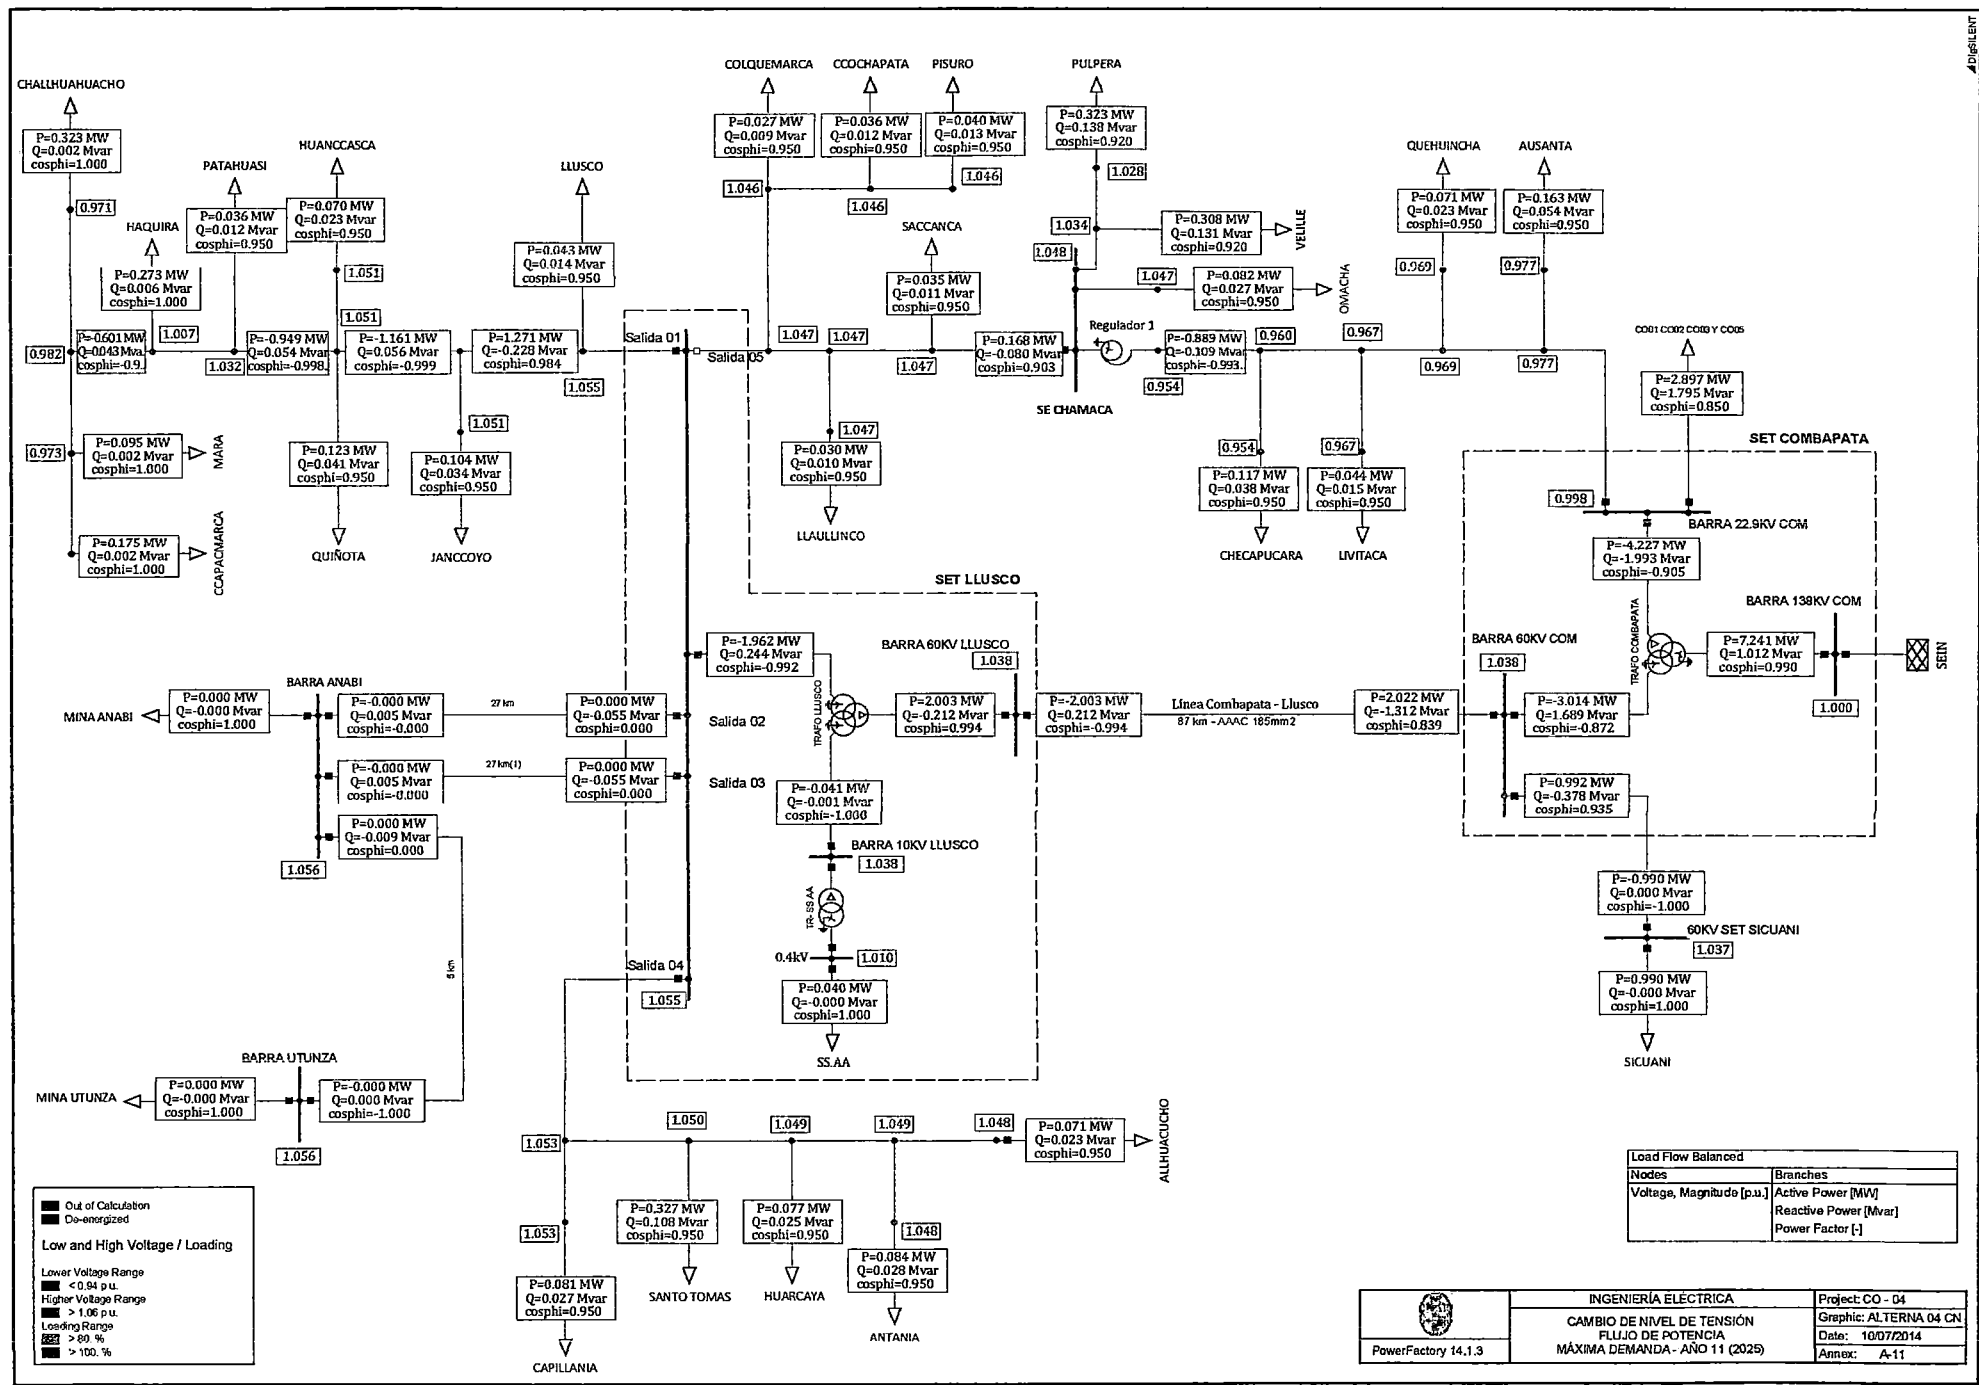 DIgSILENT
CHALLHUAHUACHO
P=0.323 MW
Q=0.002 Mvar
cosphi=1.000
0.971
PATAHUASI
P=0.036 MW
Q=0.012 Mvar
cosphi=0.950
HUANCCASCA
P=0.070 MW
Q=0.023 Mvar
cosphi=0.950
1.051
HAQUIRA
P=0.273 MW
Q=0.006 Mvar
cosphi=1.000
1.007
LLUSCO
P=0.043 MW
Q=0.014 Mvar
cosphi=0.950
0.982
P=-0.601 MW
Q=0.043 Mva.
cosphi=-0.9.
1.032
P=-0.949 MW
Q=0.054 Mvar
cosphi=-0.998.
1.051
P=-1.161 MW
Q=0.056 Mvar
cosphi=-0.999
P=1.271 MW
Q=-0.228 Mvar
cosphi=0.984
1.055
0.973
P=0.095 MW
Q=0.002 Mvar
cosphi=1.000
MARA
P=0.175 MW
Q=0.002 Mvar
cosphi=1.000
CCAPACMARCA
P=0.123 MW
Q=0.041 Mvar
cosphi=0.950
QUIÑOTA
1.051
P=0.104 MW
Q=0.034 Mvar
cosphi=0.950
JANCCOYO
COLQUEMARCA
P=0.027 MW
Q=0.009 Mvar
cosphi=0.950
1.046
CCOCHAPATA
P=0.036 MW
Q=0.012 Mvar
cosphi=0.950
1.046
PISURO
P=0.040 MW
Q=0.013 Mvar
cosphi=0.950
1.046
PULPERA
P=0.323 MW
Q=0.138 Mvar
cosphi=0.920
1.028
1.034
P=0.308 MW
Q=0.131 Mvar
cosphi=0.920
VELILLE
1.048
1.047
P=0.082 MW
Q=0.027 Mvar
cosphi=0.950
OMACHA
SACCANCA
P=0.035 MW
Q=0.011 Mvar
cosphi=0.950
Salida 01
Salida 05
1.047
1.047
1.047
P=0.168 MW
Q=-0.080 Mvar
cosphi=0.903
SE CHAMACA
Regulador 1
0.954
P=-0.889 MW
Q=0.109 Mvar
cosphi=-0.993.
0.960
0.967
1.047
P=0.030 MW
Q=0.010 Mvar
cosphi=0.950
LLAULLINCO
QUEHUINCHA
P=0.071 MW
Q=0.023 Mvar
cosphi=0.950
0.969
0.969
AUSANTA
P=0.163 MW
Q=0.054 Mvar
cosphi=0.950
0.977
0.977
0.954
P=0.117 MW
Q=0.038 Mvar
cosphi=0.950
CHECAPUCARA
0.967
P=0.044 MW
Q=0.015 Mvar
cosphi=0.950
LIVITACA
CO01 CO02 CO03 Y CO05
P=2.897 MW
Q=1.795 Mvar
cosphi=0.850
SET COMBAPATA
0.998
BARRA 22.9KV COM
P=-4.227 MW
Q=-1.993 Mvar
cosphi=-0.905
BARRA 138KV COM
TRAFO COMBAPATA
P=7.241 MW
Q=1.012 Mvar
cosphi=0.990
1.000
SEIN
BARRA 60KV COM
1.038
P=-3.014 MW
Q=1.689 Mvar
cosphi=-0.872
P=0.992 MW
Q=-0.378 Mvar
cosphi=0.935
P=-0.990 MW
Q=0.000 Mvar
cosphi=-1.000
60KV SET SICUANI
1.037
P=0.990 MW
Q=-0.000 Mvar
cosphi=1.000
SICUANI
SET LLUSCO
P=-1.962 MW
Q=0.244 Mvar
cosphi=-0.992
TRAFO LLUSCO
BARRA 60KV LLUSCO
1.038
P=2.003 MW
Q=-0.212 Mvar
cosphi=0.994
P=-2.003 MW
Q=0.212 Mvar
cosphi=-0.994
Línea Combapata - Llusco
87 km - AAAC 185mm2
P=2.022 MW
Q=-1.312 Mvar
cosphi=0.839
P=-0.041 MW
Q=-0.001 Mvar
cosphi=-1.000
BARRA 10KV LLUSCO
1.038
TR- SS AA
0.4kV
1.010
P=0.040 MW
Q=-0.000 Mvar
cosphi=1.000
SS.AA
BARRA ANABI
MINA ANABI
P=0.000 MW
Q=-0.000 Mvar
cosphi=1.000
P=-0.000 MW
Q=0.005 Mvar
cosphi=-0.000
27 km
P=0.000 MW
Q=-0.055 Mvar
cosphi=0.000
Salida 02
P=-0.000 MW
Q=0.005 Mvar
cosphi=-0.000
27 km(1)
P=0.000 MW
Q=-0.055 Mvar
cosphi=0.000
Salida 03
P=0.000 MW
Q=-0.009 Mvar
cosphi=0.000
1.056
5 km
Salida 04
1.055
BARRA UTUNZA
MINA UTUNZA
P=0.000 MW
Q=-0.000 Mvar
cosphi=1.000
P=-0.000 MW
Q=0.000 Mvar
cosphi=-1.000
1.056
1.053
1.050
1.049
1.049
1.048
P=0.071 MW
Q=0.023 Mvar
cosphi=0.950
ALLHUACUCHO
1.053
P=0.081 MW
Q=0.027 Mvar
cosphi=0.950
CAPILLANIA
P=0.327 MW
Q=0.108 Mvar
cosphi=0.950
SANTO TOMAS
P=0.077 MW
Q=0.025 Mvar
cosphi=0.950
HUARCAYA
1.048
P=0.084 MW
Q=0.028 Mvar
cosphi=0.950
ANTANIA
Out of Calculation
De-energized
Low and High Voltage / Loading
Lower Voltage Range
< 0.94 p.u.
Higher Voltage Range
> 1.06 p.u.
Loading Range
> 80. %
> 100. %
Load Flow Balanced
Nodes Branches
Voltage, Magnitude [p.u.] Active Power [MW]
Reactive Power [Mvar]
Power Factor [-]
PowerFactory 14.1.3
INGENIERÍA ELÉCTRICA
CAMBIO DE NIVEL DE TENSIÓN
FLUJO DE POTENCIA
MÁXIMA DEMANDA - AÑO 11 (2025)
Project: CO - 04
Graphic: ALTERNA 04 CN
Date: 10/07/2014
Annex: A-11